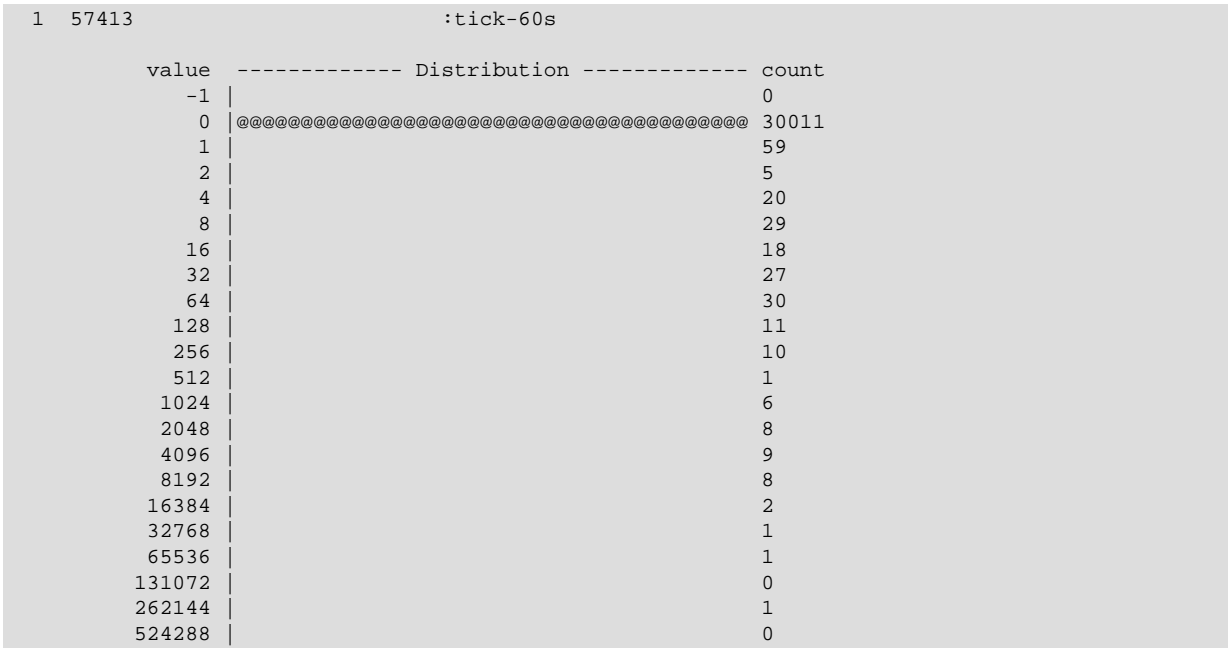 1  57413                        :tick-60s
value  ------------- Distribution ------------- count
-1 |                                         0
0 |@@@@@@@@@@@@@@@@@@@@@@@@@@@@@@@@@@@@@@@@ 30011
1 |                                         59
2 |                                         5
4 |                                         20
8 |                                         29
16 |                                         18
32 |                                         27
64 |                                         30
128 |                                         11
256 |                                         10
512 |                                         1
1024 |                                         6
2048 |                                         8
4096 |                                         9
8192 |                                         8
16384 |                                         2
32768 |                                         1
65536 |                                         1
131072 |                                         0
262144 |                                         1
524288 |                                         0